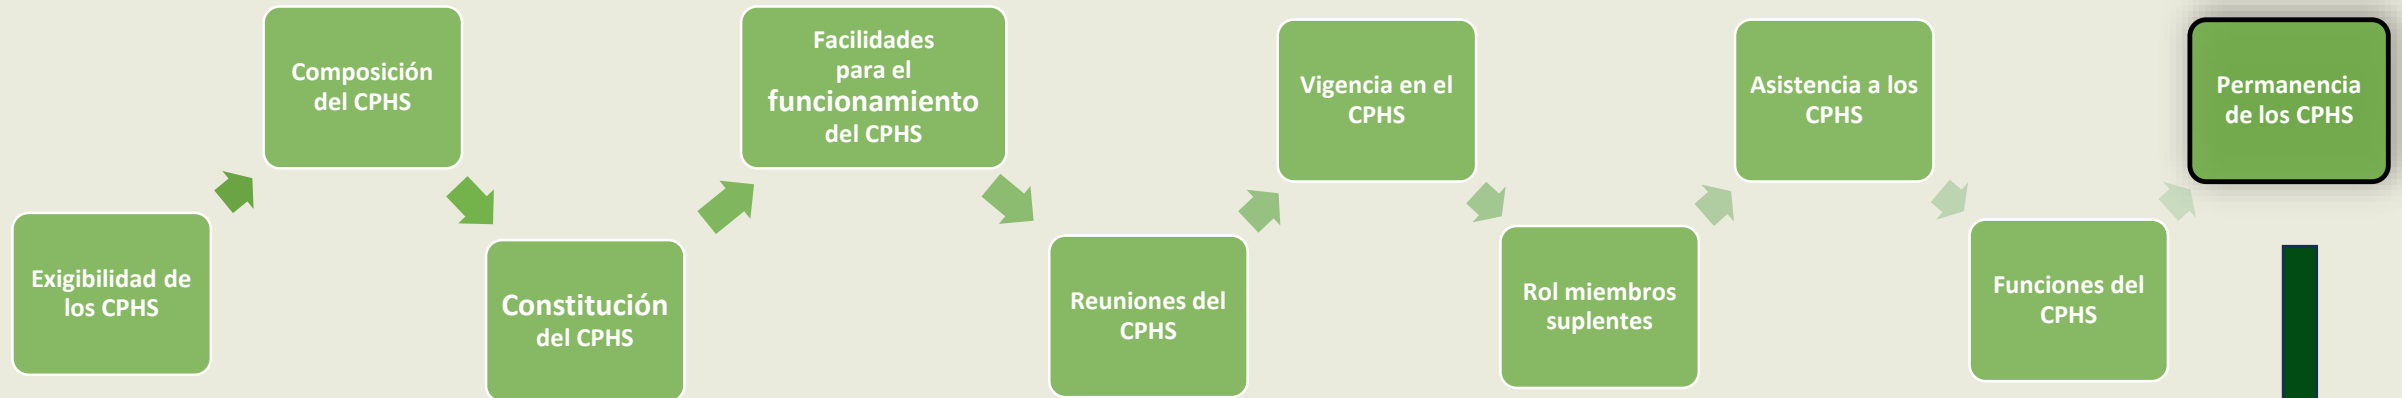 Exigibilidad de
los CPHS
Composición
del CPHS
Constitución
del CPHS
Facilidades
para el
funcionamiento
del CPHS
Reuniones del
CPHS
Vigencia en el
CPHS
Rol miembros
suplentes
Asistencia a los
CPHS
Funciones del
CPHS
Permanencia
de los CPHS